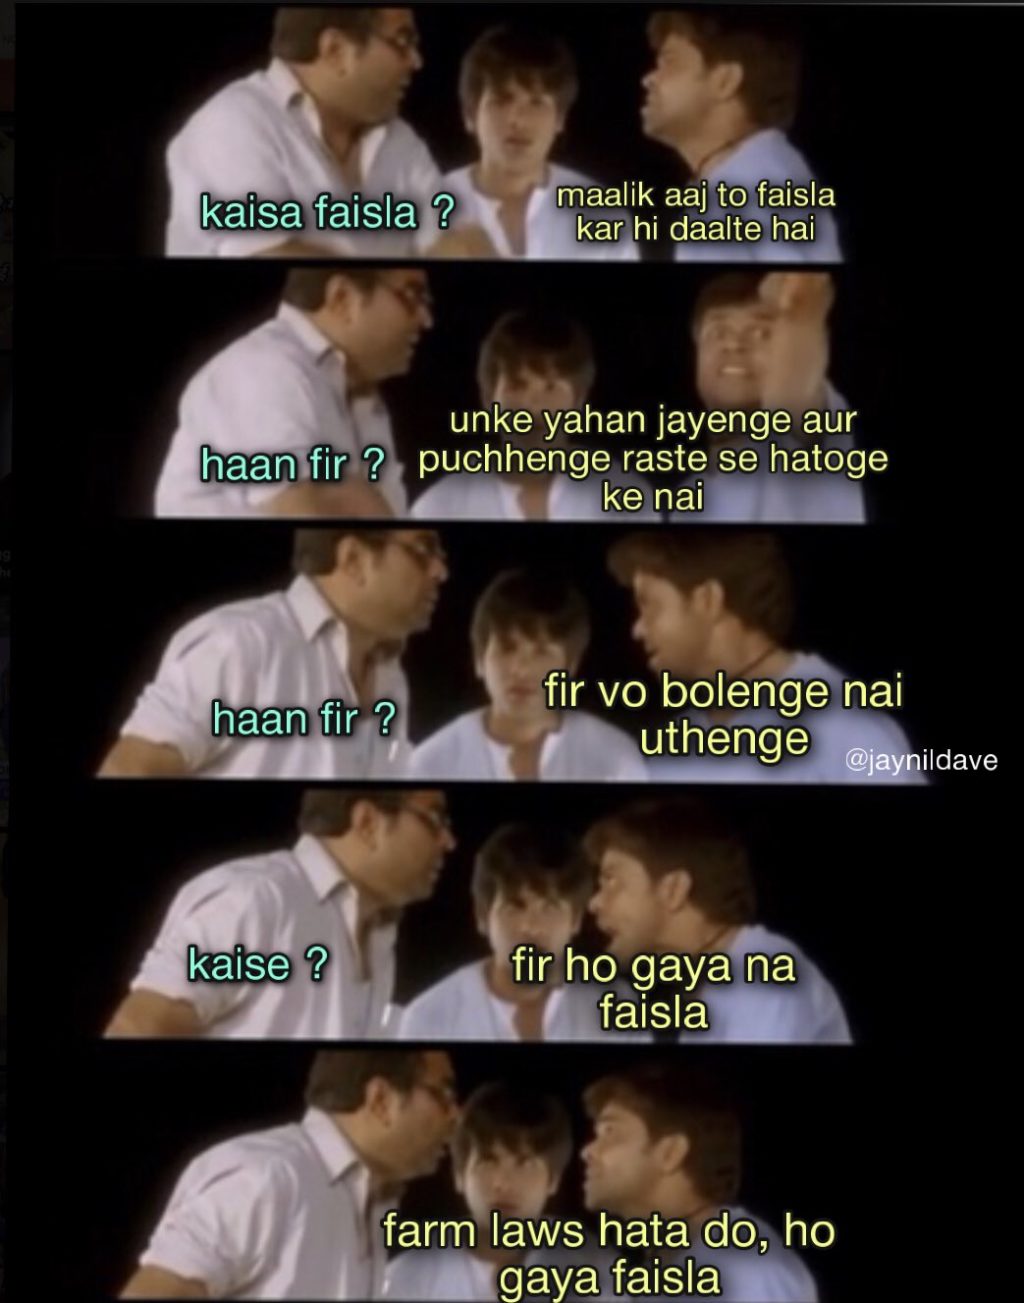 kaisa faisla ?
maalik aaj to faisla
kar hi daalte hai
haan fir ?
unke yahan jayenge aur
puchhenge raste se hatoge
ke nai
haan fir ?
fir vo bolenge nai
uthenge
@jaynildave
kaise ?
fir ho gaya na
faisla
farm laws hata do, ho
gaya faisla